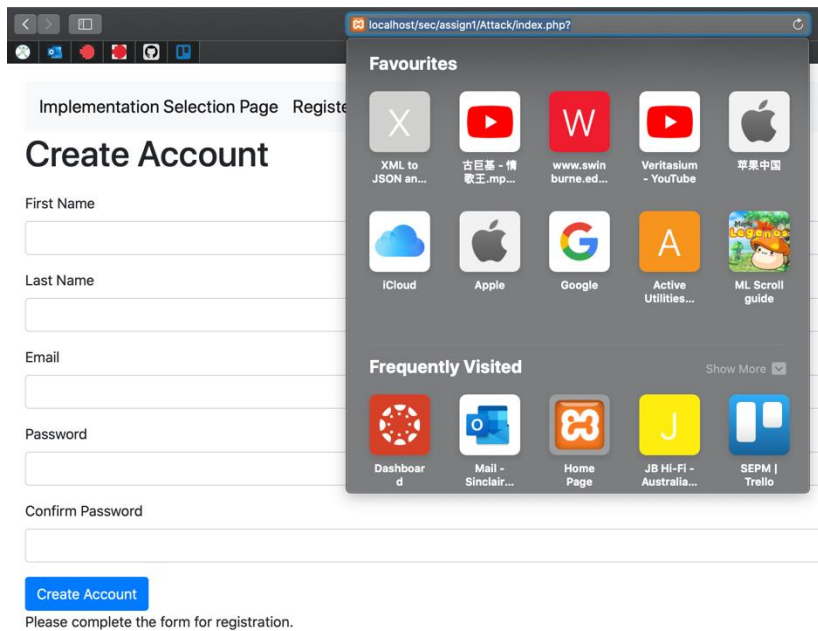 localhost/sec/assign1/Attack/index.php?
Implementation Selection Page Registe
Create Account
First Name
Last Name
Email
Password
Confirm Password
Create Account
Please complete the form for registration.
Favourites
X
W
XML to
JSON an...
古巨基 - 情
歌王.mp...
www.swin
burne.ed...
Veritasium
- YouTube
苹果中国
A
iCloud
Apple
Google
Active
Utilities...
ML Scroll
guide
Frequently Visited
Show More
J
Dashboar
d
Mail -
Sinclair...
Home
Page
JB Hi-Fi -
Australia...
SEPM |
Trello